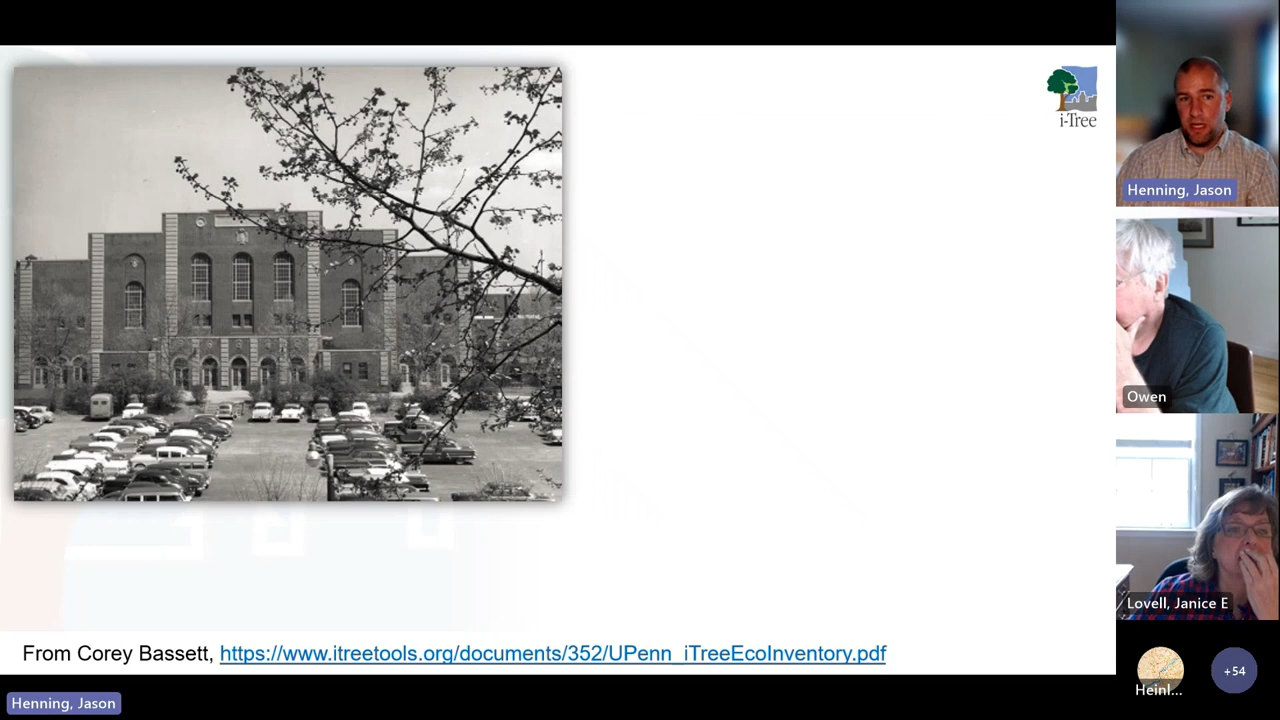 i-Tree
From Corey Bassett, https://www.itreetools.org/documents/352/UPenn_iTreeEcoInventory.pdf
Henning, Jason
Henning, Jason
Owen
Lovell, Janice E
Heinl...
+54